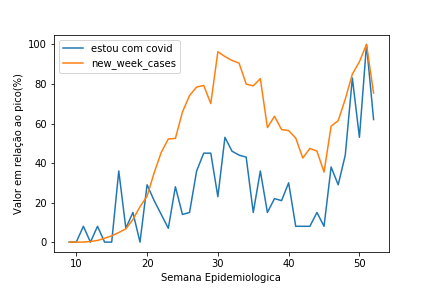 estou com covid
new_week_cases
Valor em relação ao pico(%)
100
80
60
40
20
0
10 20 30 40 50
Semana Epidemiologica